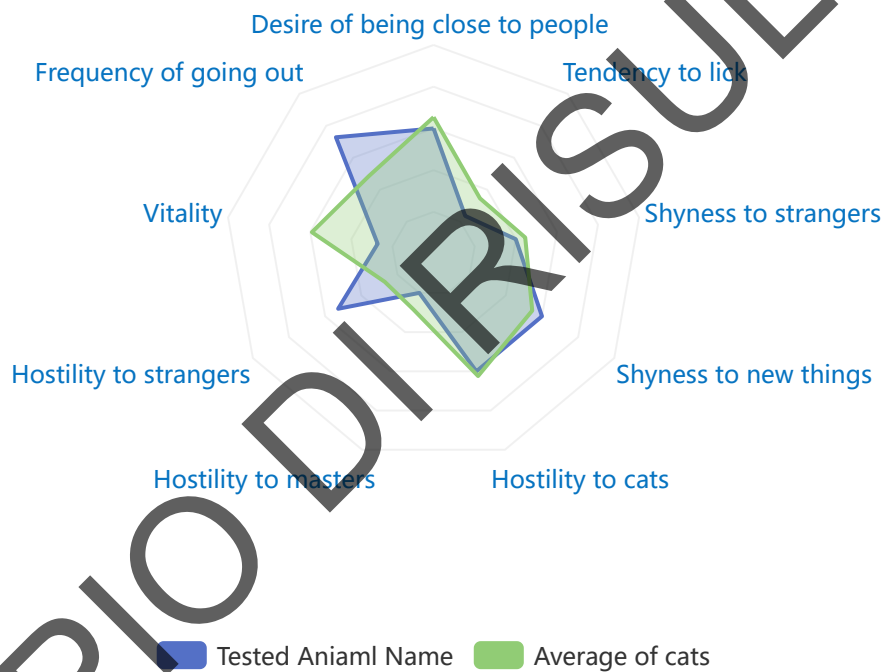 Desire of being close to people
Frequency of going out
Tendency to lick
Vitality
Shyness to strangers
Hostility to strangers
Shyness to new things
Hostility to masters
Hostility to cats
Tested Aniaml Name
Average of cats
RIO DI RISUL